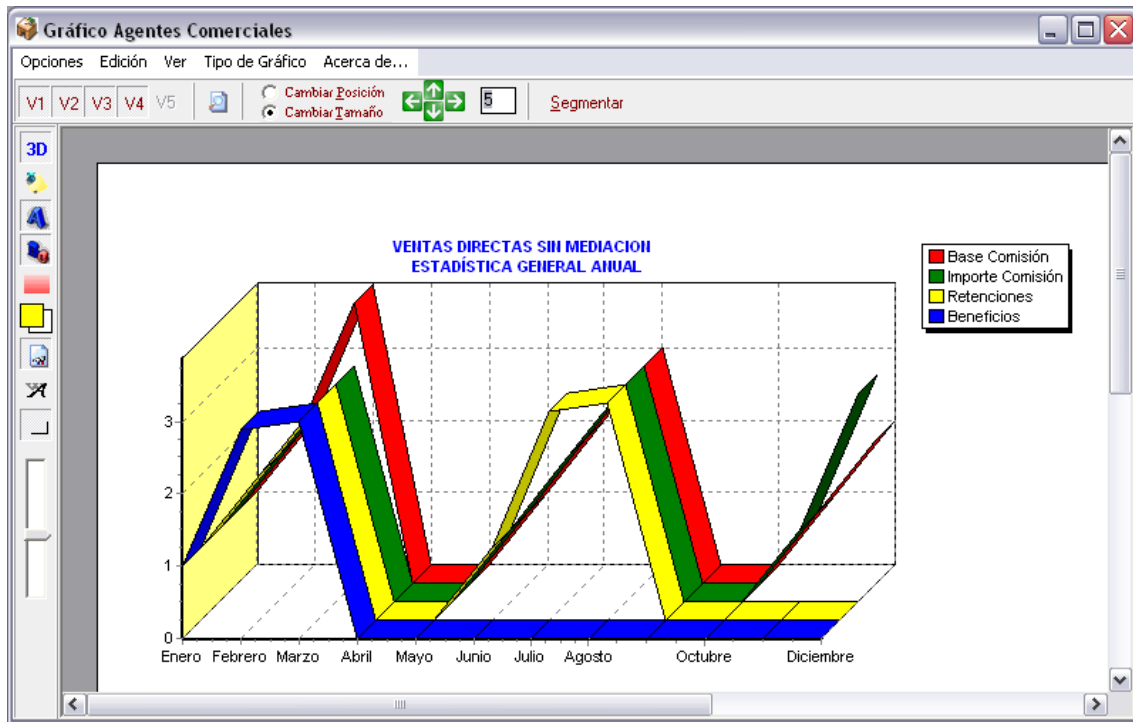 Gráfico Agentes Comerciales
Opciones Edición Ver Tipo de Gráfico Acerca de...
V1 V2 V3 V4 V5 Cambiar Posición 5 Segmentar
Cambiar Tamaño
3D
VENTAS DIRECTAS SIN MEDIACION
ESTADÍSTICA GENERAL ANUAL
Base Comisión
Importe Comisión
Retenciones
Beneficios
3
2
1
0
Enero Febrero Marzo Abril Mayo Junio Julio Agosto Octubre Diciembre